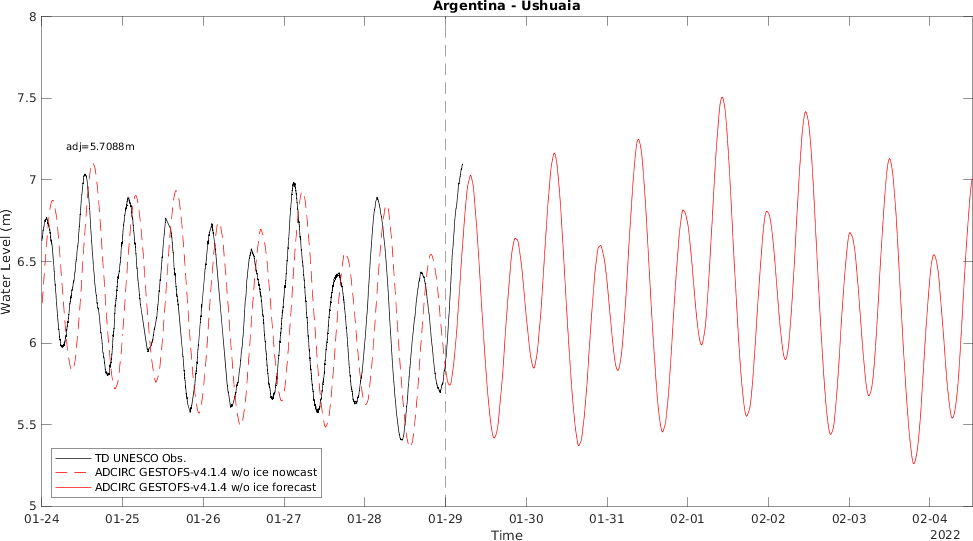 Argentina - Ushuaia
8
7.5
7
6.5
6
5.5
5
Water Level (m)
adj=5.7088m
TD UNESCO Obs.
ADCIRC GESTOFS-v4.1.4 w/o ice nowcast
ADCIRC GESTOFS-v4.1.4 w/o ice forecast
01-24 01-25 01-26 01-27 01-28 01-29 01-30 01-31 02-01 02-02 02-03 02-04
Time
2022